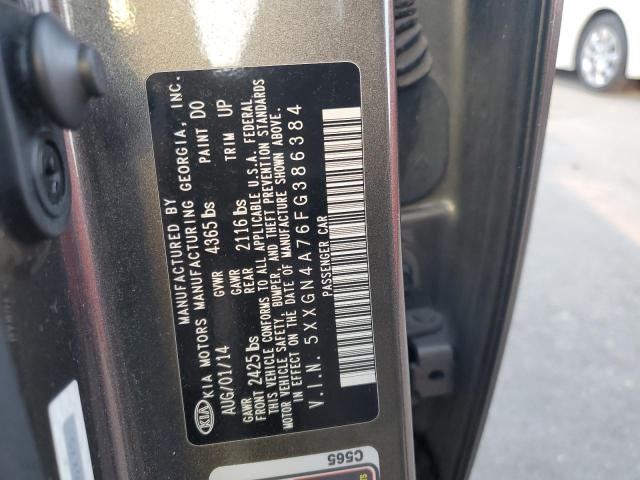 MANUFACTURED BY
KIA KIA MOTORS MANUFACTURING GEORGIA, INC.
AUG/01/14 GVWR 4365 lbs PAINT DO
GAWR FRONT 2425 lbs GAWR REAR 2116 lbs TRIM UP
THIS VEHICLE CONFORMS TO ALL APPLICABLE U.S.A. FEDERAL
MOTOR VEHICLE SAFETY, BUMPER, AND THEFT PREVENTION STANDARDS
IN EFFECT ON THE DATE OF MANUFACTURE SHOWN ABOVE.
V.I.N. 5XXGN4A76FG386384
PASSENGER CAR
C565